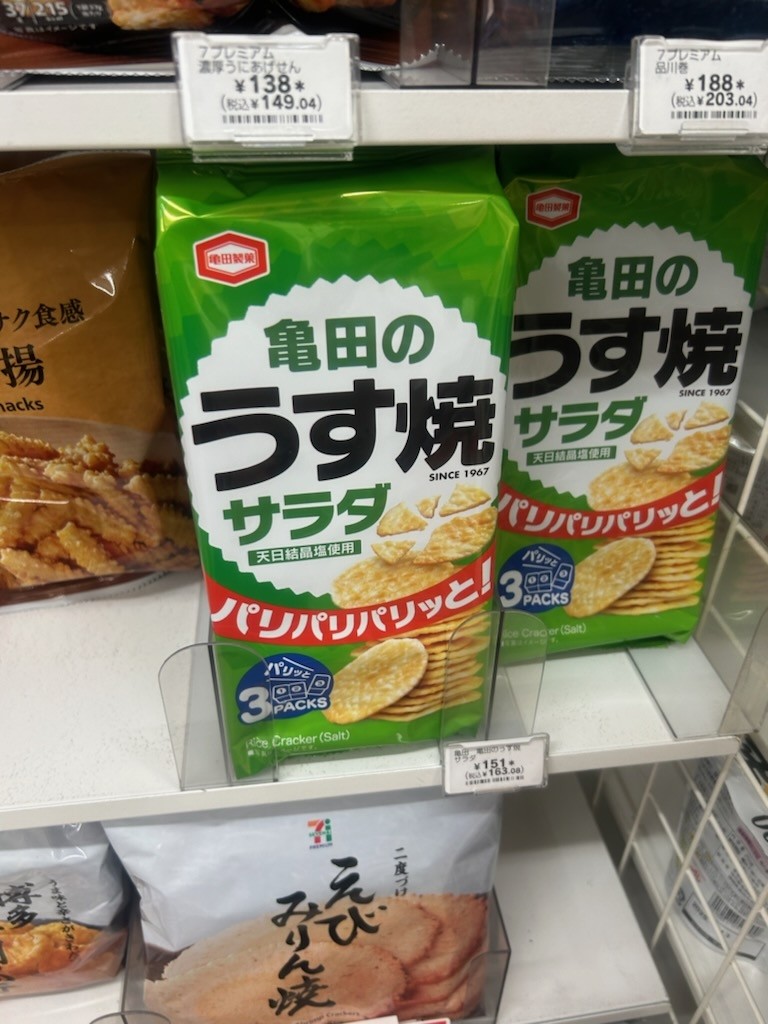 37/215
7プレミアム
濃厚うにあげせん
¥138*
(税込¥149.04)
7プレミアム
品川巻
¥188*
(税込¥203.04)
サク食感
揚
nacks
亀田製菓
亀田の
うす焼
SINCE 1967
サラダ
天日結晶塩使用
パリパリパリッと!
パリッと
3PACKS
Rice Cracker (Salt)
亀田製菓
亀田の
うす焼
SINCE 1967
サラダ
天日結晶塩使用
パリパリパリッと!
パリッと
3PACKS
Rice Cracker (Salt)
亀田 亀田のうす焼
サラダ
¥151*
(税込¥163.08)
博多
二度づけ
えび
みりん焼